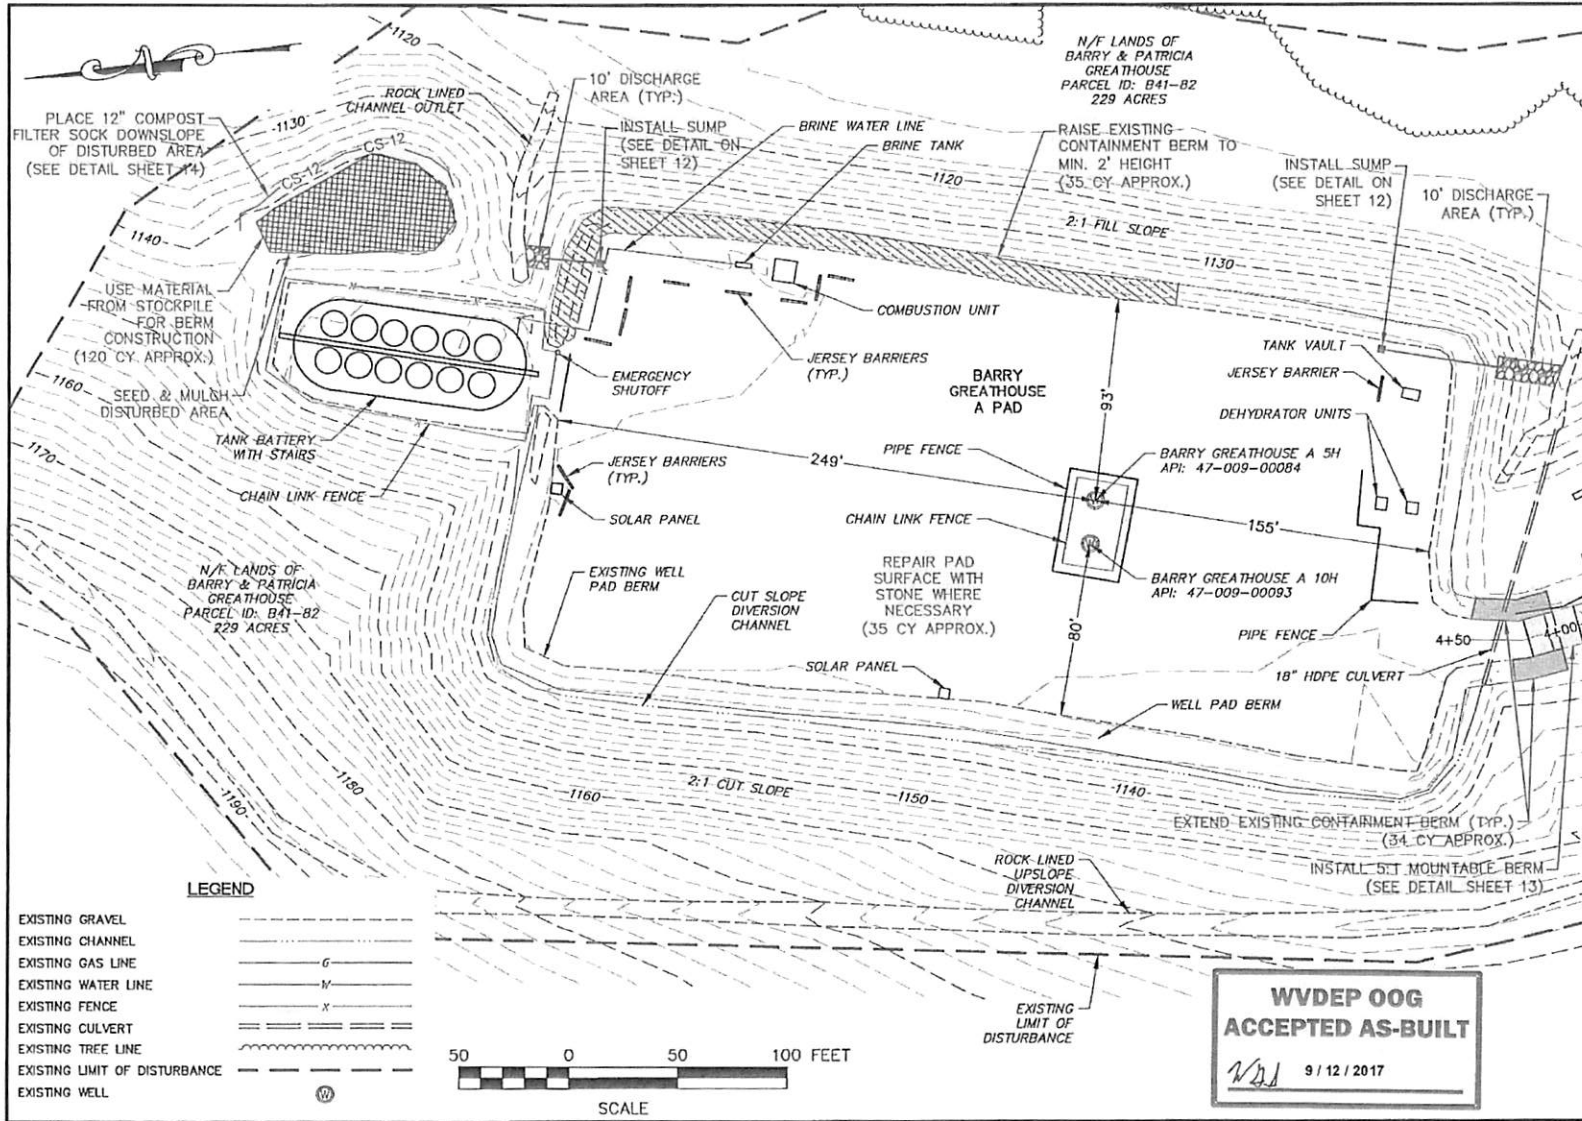 1120
N/F LANDS OF
BARRY & PATRICIA
GREATHOUSE
PARCEL ID: B41-82
229 ACRES
10' DISCHARGE
AREA (TYP.)
ROCK LINED
CHANNEL OUTLET
PLACE 12" COMPOST
FILTER SOCK DOWNSLOPE
OF DISTURBED AREA
(SEE DETAIL SHEET 14)
1130
CS-12
CS-12
INSTALL SUMP
(SEE DETAIL ON
SHEET 12)
BRINE WATER LINE
BRINE TANK
RAISE EXISTING
CONTAINMENT BERM TO
MIN. 2' HEIGHT
(35 CY APPROX.)
INSTALL SUMP
(SEE DETAIL ON
SHEET 12)
10' DISCHARGE
AREA (TYP.)
1120
2:1 FILL SLOPE
1140
1130
USE MATERIAL
FROM STOCKPILE
FOR BERM
CONSTRUCTION
(120 CY APPROX.)
X
X
COMBUSTION UNIT
JERSEY BARRIERS
(TYP.)
TANK VAULT
JERSEY BARRIER
EMERGENCY
SHUTOFF
BARRY
GREATHOUSE
A PAD
93'
1160
SEED & MULCH
DISTURBED AREA
X
DEHYDRATOR UNITS
TANK BATTERY
WITH STAIRS
1170
249'
PIPE FENCE
BARRY GREATHOUSE A 5H
API: 47-009-00084
JERSEY BARRIERS
(TYP.)
CHAIN LINK FENCE
SOLAR PANEL
CHAIN LINK FENCE
W
155'
W
N/F LANDS OF
BARRY & PATRICIA
GREATHOUSE
PARCEL ID: B41-82
229 ACRES
EXISTING WELL
PAD BERM
REPAIR PAD
SURFACE WITH
STONE WHERE
NECESSARY
(35 CY APPROX.)
BARRY GREATHOUSE A 10H
API: 47-009-00093
CUT SLOPE
DIVERSION
CHANNEL
80'
PIPE FENCE
4+50
4+00
SOLAR PANEL
18" HDPE CULVERT
WELL PAD BERM
1180
1190
1160
2:1 CUT SLOPE
1150
1140
EXTEND EXISTING CONTAINMENT BERM (TYP.)
(34 CY APPROX.)
INSTALL 5:1 MOUNTABLE BERM
(SEE DETAIL SHEET 13)
ROCK LINED
UPSLOPE
DIVERSION
CHANNEL
LEGEND
EXISTING GRAVEL
EXISTING CHANNEL
EXISTING GAS LINE G
EXISTING WATER LINE W
EXISTING FENCE X
EXISTING CULVERT
EXISTING TREE LINE
EXISTING LIMIT OF DISTURBANCE
EXISTING WELL W
EXISTING
LIMIT OF
DISTURBANCE
50 0 50 100 FEET
SCALE
WVDEP OOG
ACCEPTED AS-BUILT
9 / 12 / 2017